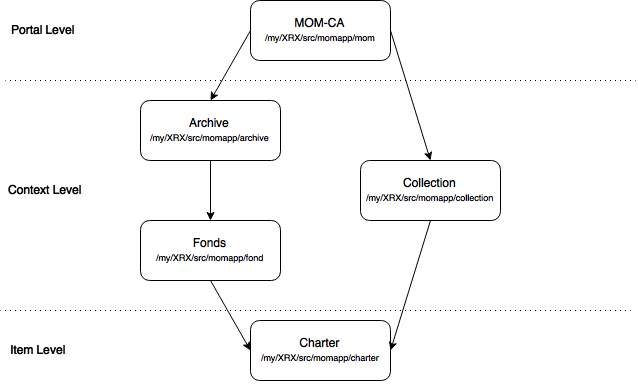 MOM-CA
Portal Level
/my/XRX/src/momapp/mom
Archive
/my/XRX/src/momapp/archive
Collection
Context Level
/my/XRX/src/momapp/collection
Fonds
/my/XRX/src/momapp/fond
Charter
Item Level
/my/XRX/src/momapp/charter